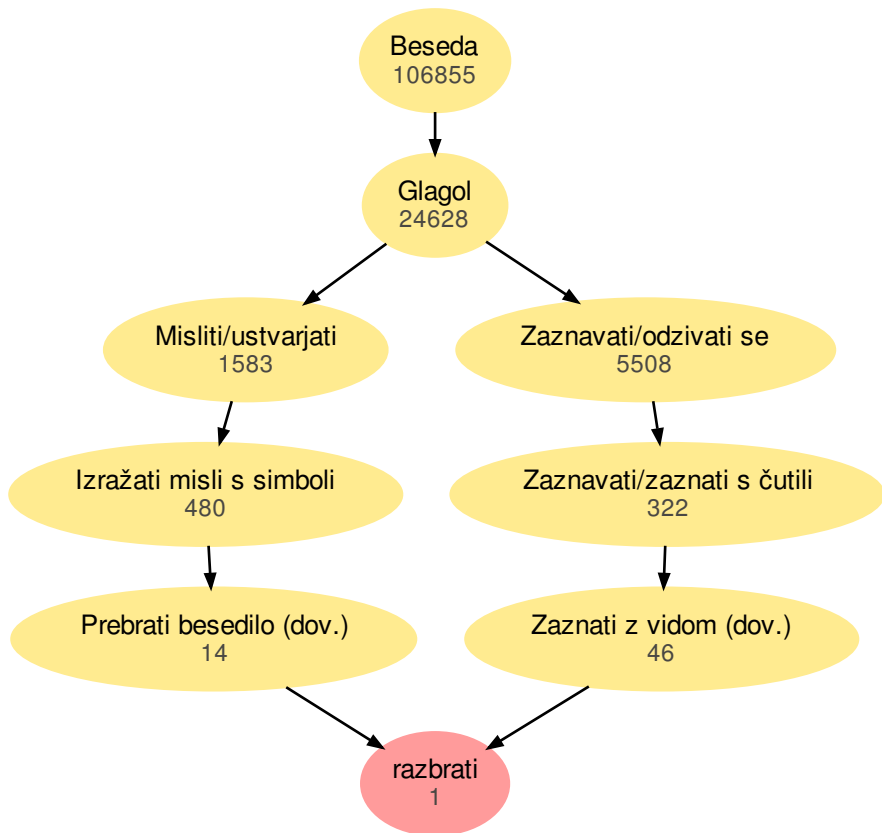 Beseda
106855
Glagol
24628
Misliti/ustvarjati
1583
Zaznavati/odzivati se
5508
Izražati misli s simboli
480
Zaznavati/zaznati s čutili
322
Prebrati besedilo (dov.)
14
Zaznati z vidom (dov.)
46
razbrati
1